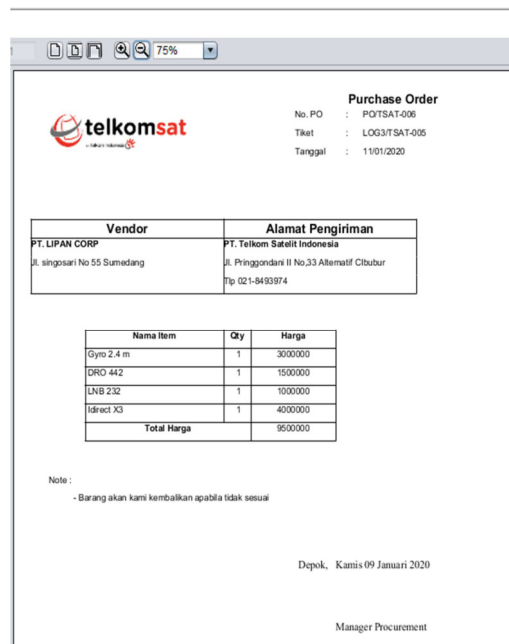 75%
Purchase Order
No. PO : PO/TSAT-006
Tiket : LOG3/TSAT-005
Tanggal : 11/01/2020
telkomsat
Vendor Alamat Pengiriman
PT. LIPAN CORP PT. Telkom Satelit Indonesia
Jl. singosari No 55 Sumedang Jl. Pringgondani II No,33 Alternatif CIbubur
Tlp 021-8493974
Nama Item Qty Harga
Gyro 2.4 m 1 3000000
DRO 442 1 1500000
LNB 232 1 1000000
Idirect X3 1 4000000
Total Harga 9500000
Note :
- Barang akan kami kembalikan apabila tidak sesuai
Depok, Kamis 09 Januari 2020
Manager Procurement